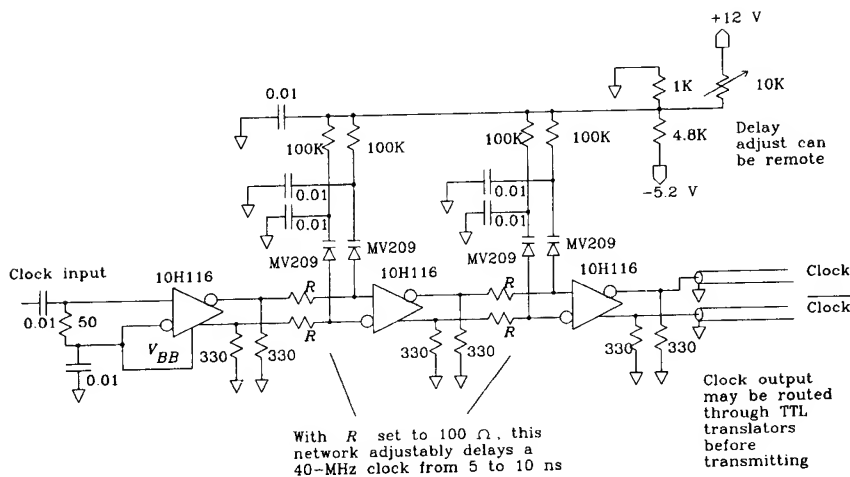 +12 V
0.01
1K
10K
100K
100K
100K
100K
4.8K
Delay
adjust can
be remote
0.01
0.01
−5.2 V
0.01
0.01
MV209
MV209
MV209
MV209
Clock input
10H116
R
10H116
R
10H116
Clock
0.01
50
R
R
Clock
VBB
330
330
330
330
330
330
0.01
With R set to 100 Ω, this
network adjustably delays a
40-MHz clock from 5 to 10 ns
Clock output
may be routed
through TTL
translators
before
transmitting